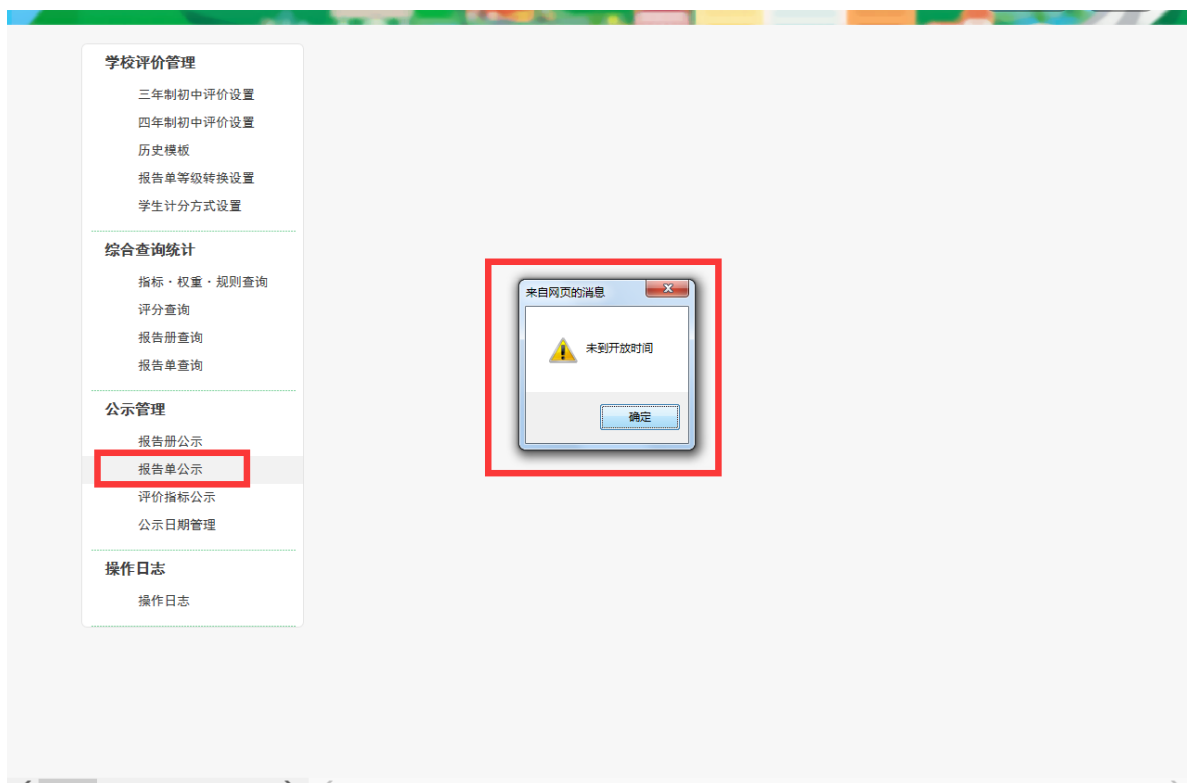 学校评价管理
三年制初中评价设置
四年制初中评价设置
历史模板
报告单等级转换设置
学生计分方式设置
综合查询统计
指标·权重·规则查询
评分查询
报告册查询
报告单查询
公示管理
报告册公示
报告单公示
评价指标公示
公示日期管理
操作日志
操作日志
来自网页的消息
未到开放时间
确定